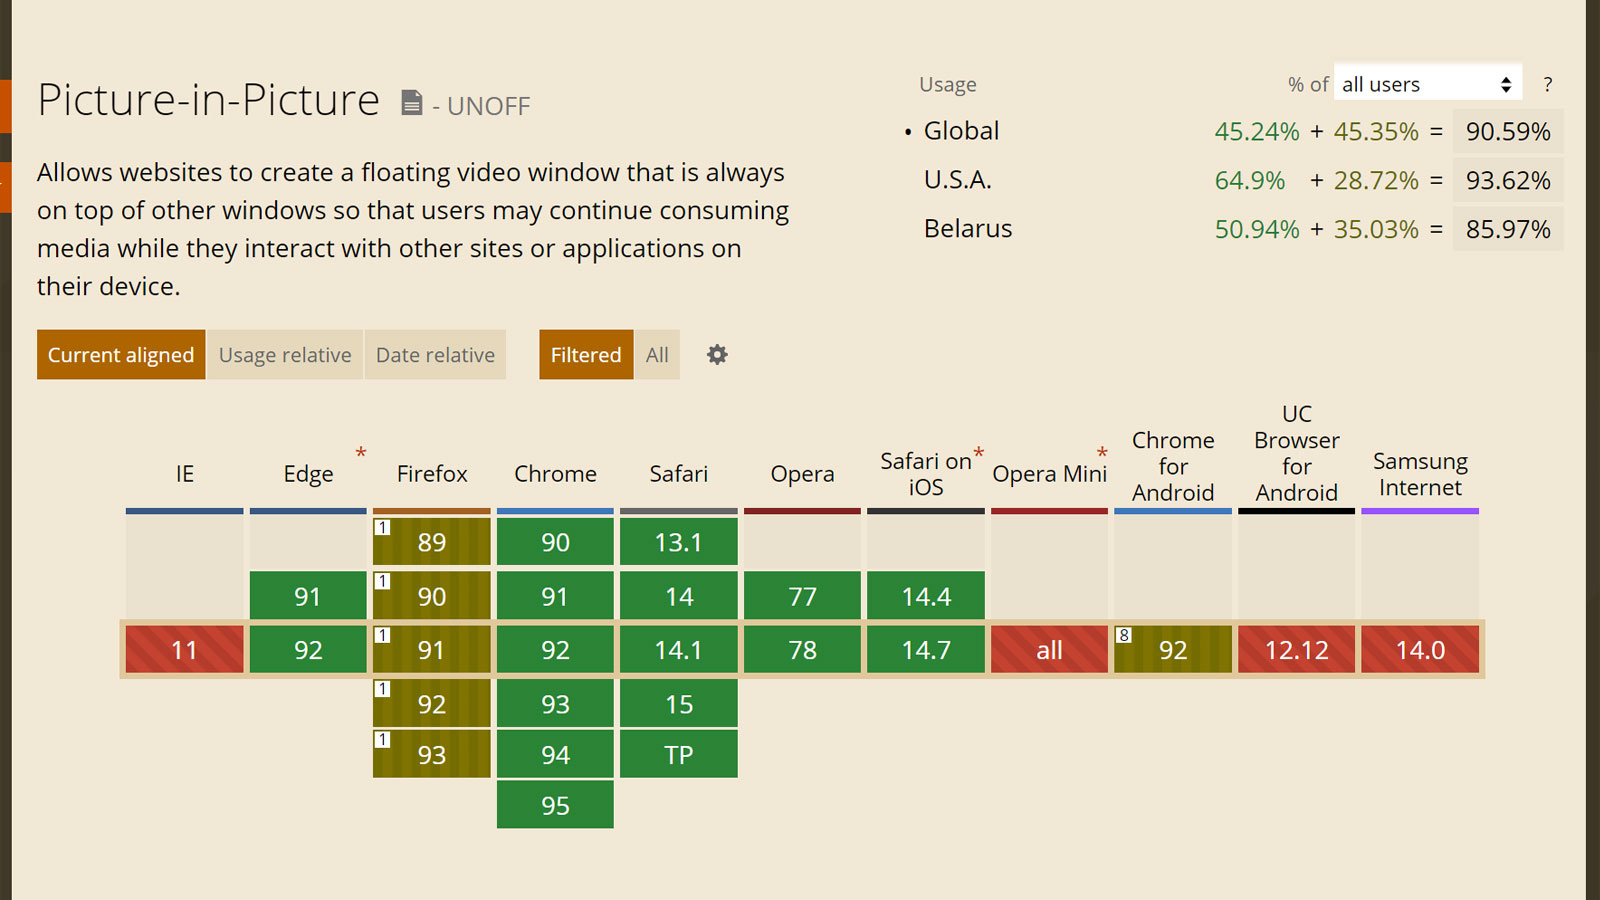 Picture-in-Picture - UNOFF
Allows websites to create a floating video window that is always
on top of other windows so that users may continue consuming
media while they interact with other sites or applications on
their device.
Usage % of all users ?
• Global 45.24% + 45.35% = 90.59%
U.S.A. 64.9% + 28.72% = 93.62%
Belarus 50.94% + 35.03% = 85.97%
Current aligned Usage relative Date relative Filtered All
IE
Edge *
Firefox
Chrome
Safari
Opera
Safari on *
iOS
Opera Mini *
Chrome
for
Android
UC
Browser
for
Android
Samsung
Internet
1 89 90 13.1
91 1 90 91 14 77 14.4
11 92 1 91 92 14.1 78 14.7 all 8 92 12.12 14.0
1 92 93 15
1 93 94 TP
95